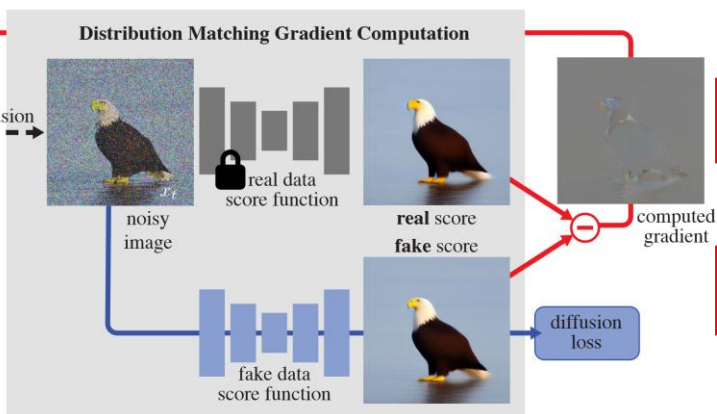 Distribution Matching Gradient Computation
sion
x_t
noisy
image
real data
score function
real score
fake score
computed
gradient
fake data
score function
diffusion
loss